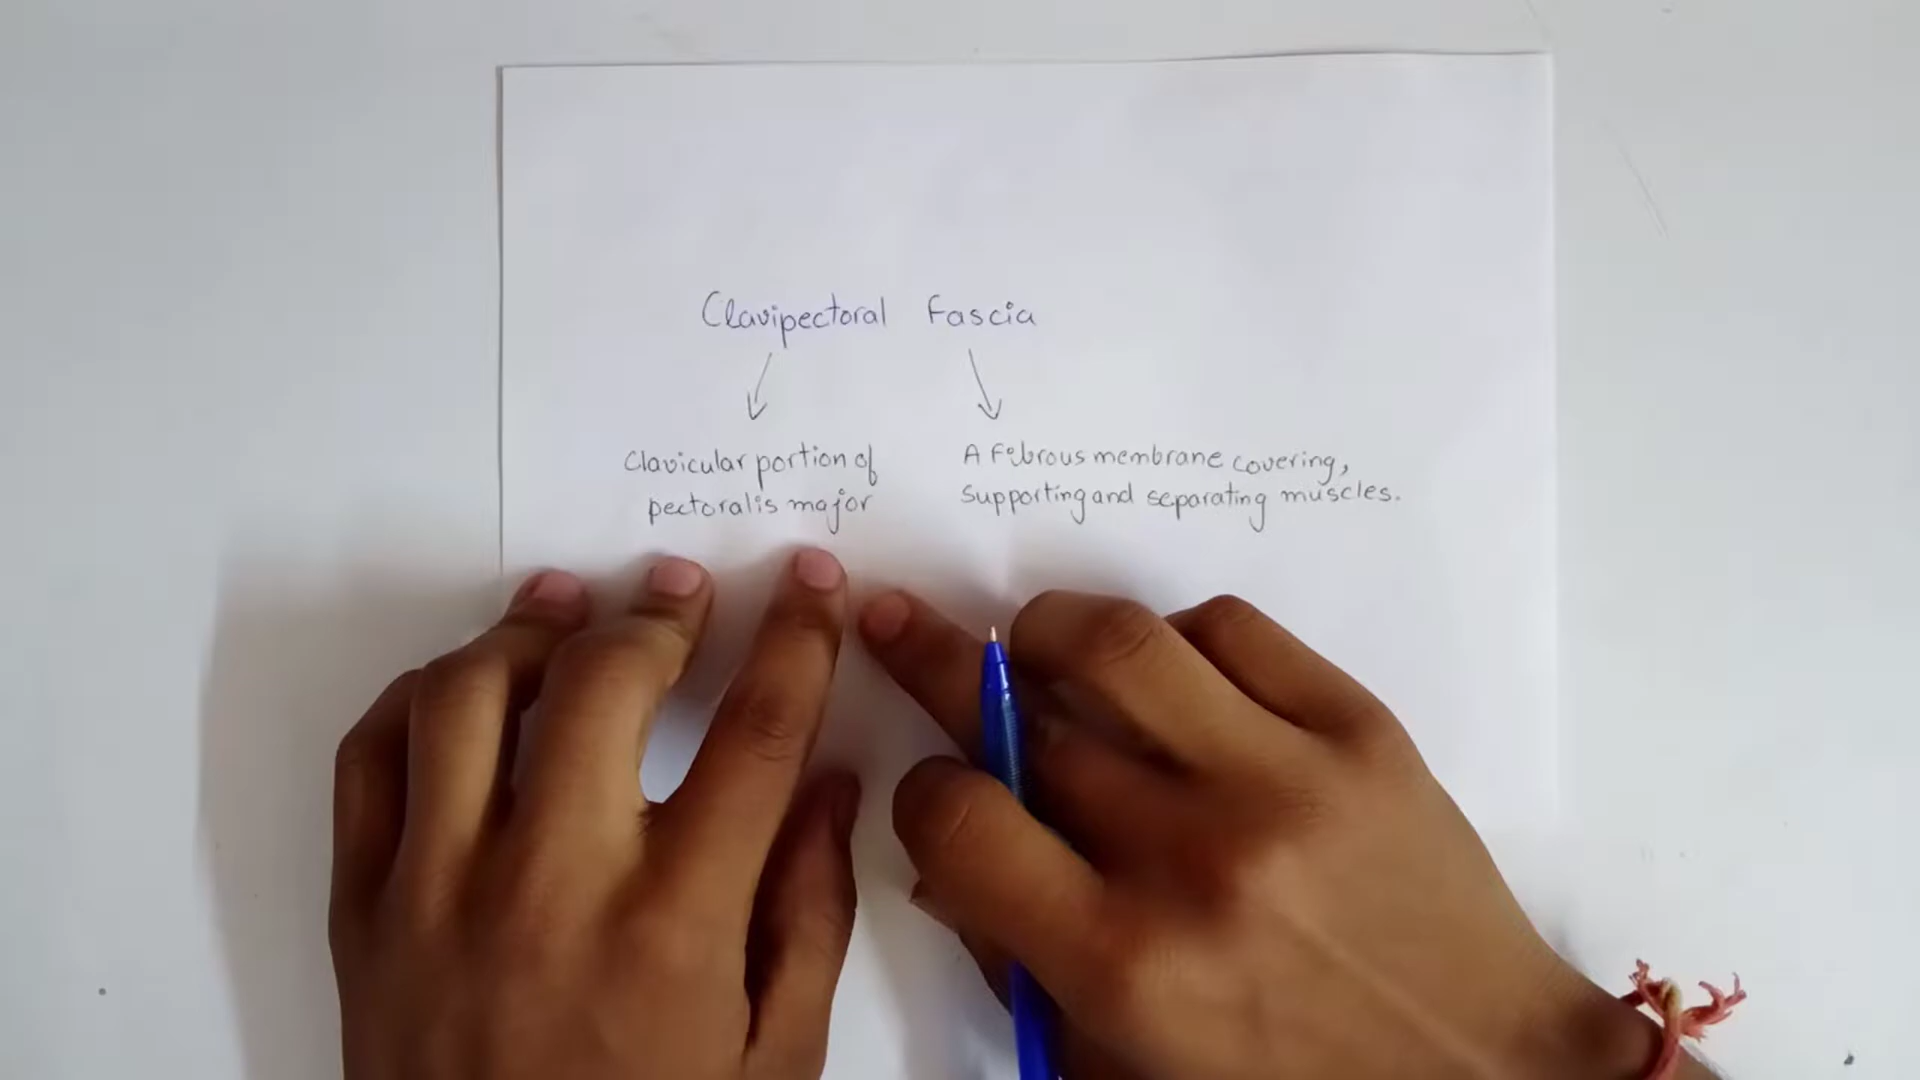 Clavipectoral Fascia
Clavicular portion of
pectoralis major
A Fibrous membrane covering,
Supporting and separating muscles.